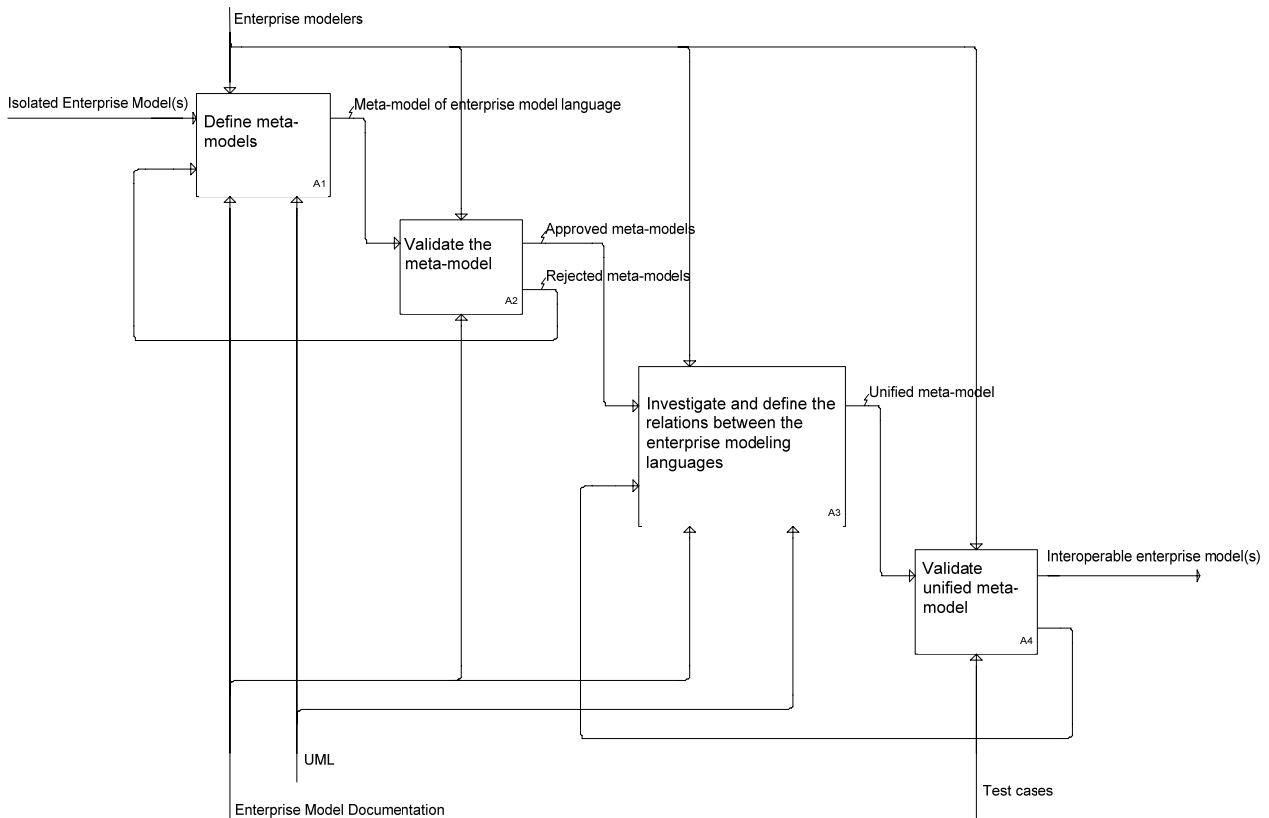 Enterprise modelers
Isolated Enterprise Model(s)
Meta-model of enterprise model language
Define meta-
models
A1
Approved meta-models
Validate the
meta-model
Rejected meta-models
A2
Unified meta-model
Investigate and define the
relations between the
enterprise modeling
languages
A3
Interoperable enterprise model(s)
Validate
unified meta-
model
A4
UML
Test cases
Enterprise Model Documentation